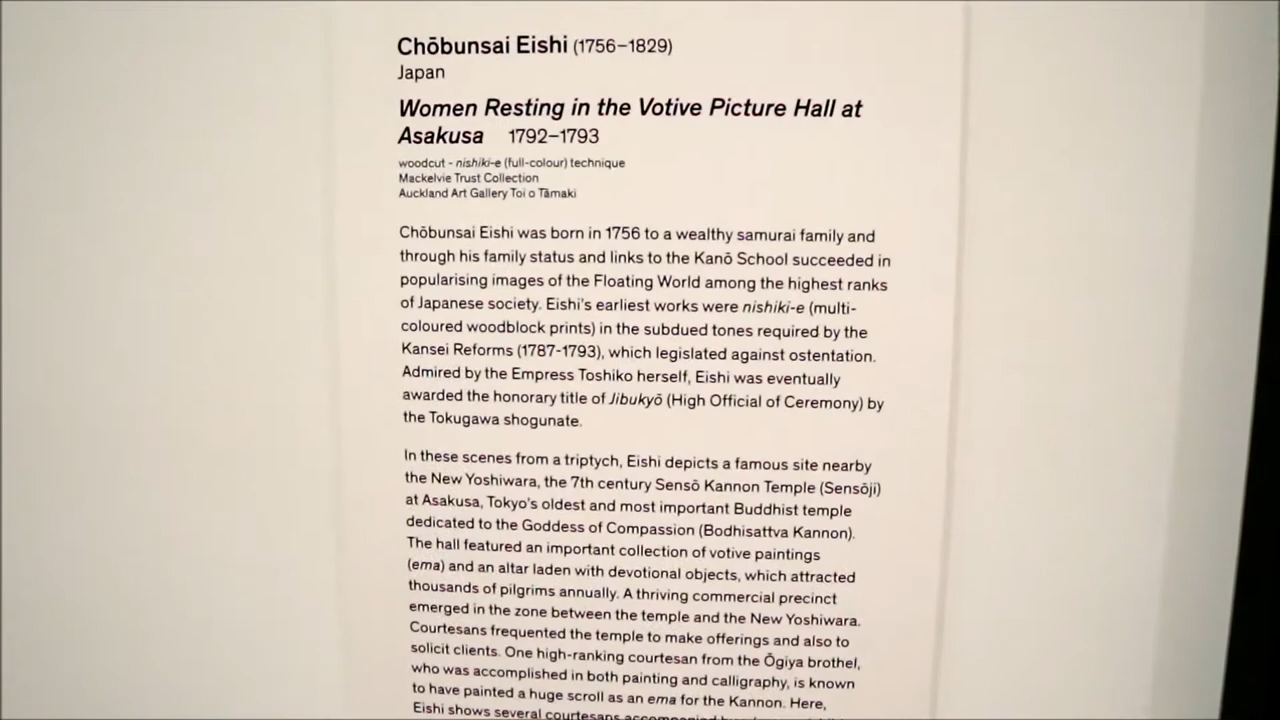 Chōbunsai Eishi (1756–1829)
Japan
Women Resting in the Votive Picture Hall at
Asakusa 1792–1793
woodcut - nishiki-e (full-colour) technique
Mackelvie Trust Collection
Auckland Art Gallery Toi o Tāmaki
Chōbunsai Eishi was born in 1756 to a wealthy samurai family and
through his family status and links to the Kanō School succeeded in
popularising images of the Floating World among the highest ranks
of Japanese society. Eishi's earliest works were nishiki-e (multi-
coloured woodblock prints) in the subdued tones required by the
Kansei Reforms (1787-1793), which legislated against ostentation.
Admired by the Empress Toshiko herself, Eishi was eventually
awarded the honorary title of Jibukyō (High Official of Ceremony) by
the Tokugawa shogunate.
In these scenes from a triptych, Eishi depicts a famous site nearby
the New Yoshiwara, the 7th century Sensō Kannon Temple (Sensōji)
at Asakusa, Tokyo's oldest and most important Buddhist temple
dedicated to the Goddess of Compassion (Bodhisattva Kannon).
The hall featured an important collection of votive paintings
(ema) and an altar laden with devotional objects, which attracted
thousands of pilgrims annually. A thriving commercial precinct
emerged in the zone between the temple and the New Yoshiwara.
Courtesans frequented the temple to make offerings and also to
solicit clients. One high-ranking courtesan from the Ōgiya brothel,
who was accomplished in both painting and calligraphy, is known
to have painted a huge scroll as an ema for the Kannon. Here,
Eishi shows several courtesans accompanied